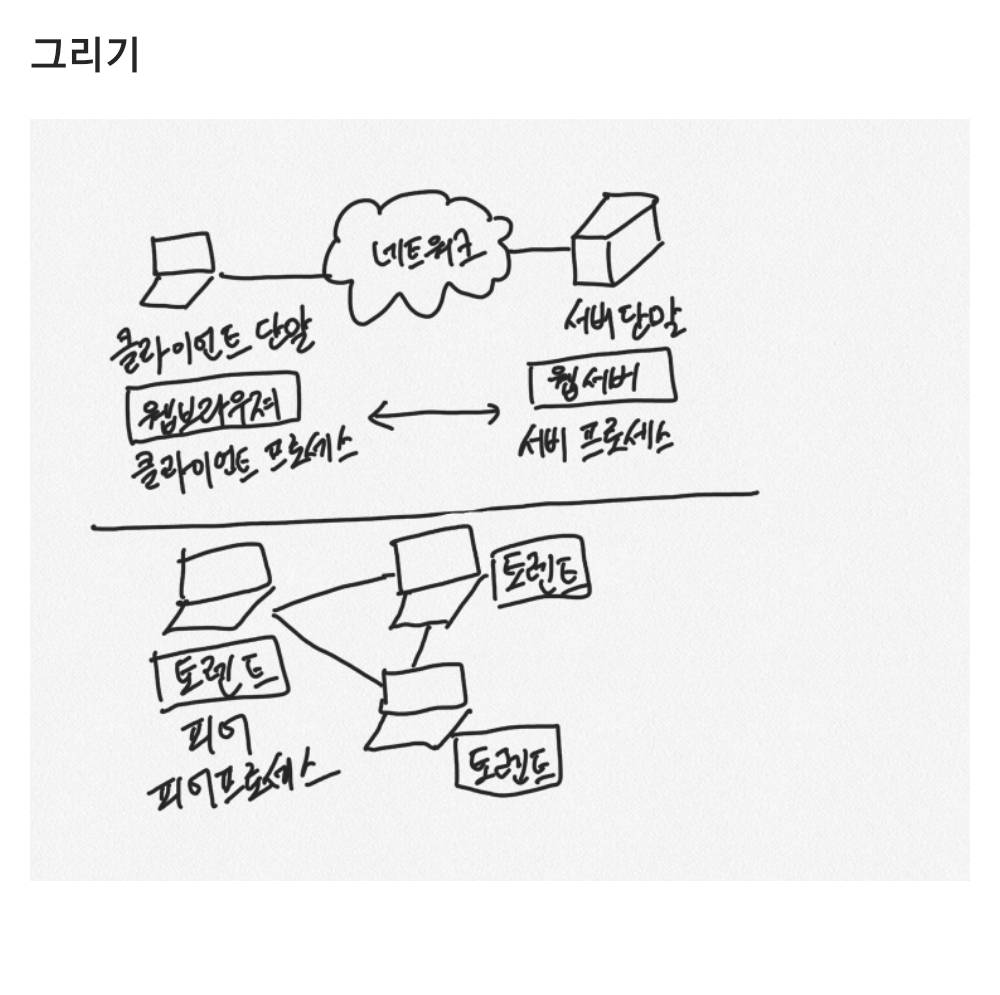 그리기
네트워크
클라이언트 단말
서버 단말
웹브라우져
웹서버
클라이언트 프로세스
서비 프로세스
토렌트
토렌트
피어
피어프로세스
토렌트